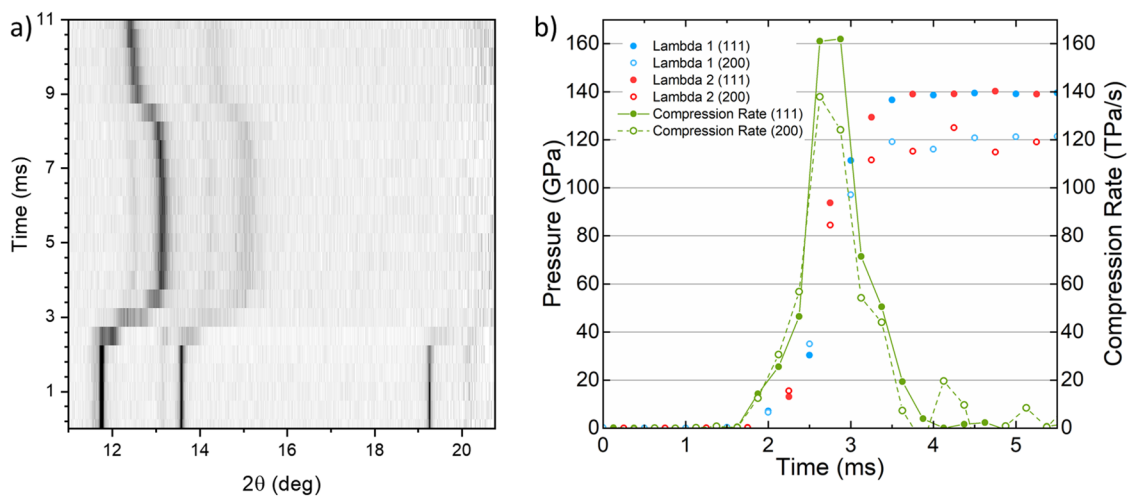 a)
11
9
7
5
3
1
Time (ms)
12
14
16
18
20
2θ (deg)
b)
160
140
120
100
80
60
40
20
0
Pressure (GPa)
Lambda 1 (111)
Lambda 1 (200)
Lambda 2 (111)
Lambda 2 (200)
Compression Rate (111)
Compression Rate (200)
160
140
120
100
80
60
40
20
0
Compression Rate (TPa/s)
0
1
2
3
4
5
Time (ms)